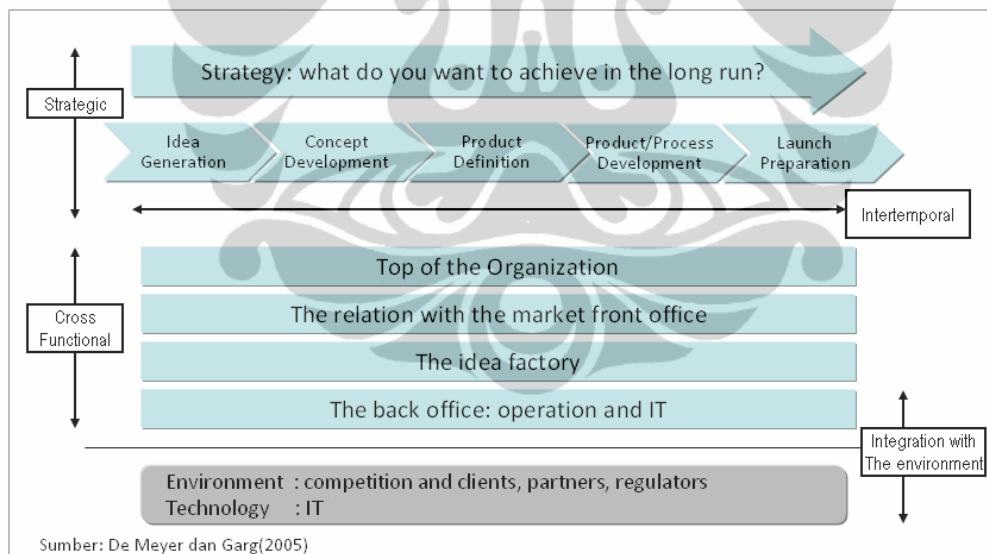 Strategy: what do you want to achieve in the long run?
Strategic
Idea
Generation
Concept
Development
Product
Definition
Product/Process
Development
Launch
Preparation
Intertemporal
Top of the Organization
The relation with the market front office
Cross
Functional
The idea factory
The back office: operation and IT
Integration with
The environment
Environment : competition and clients, partners, regulators
Technology : IT
Sumber: De Meyer dan Garg(2005)